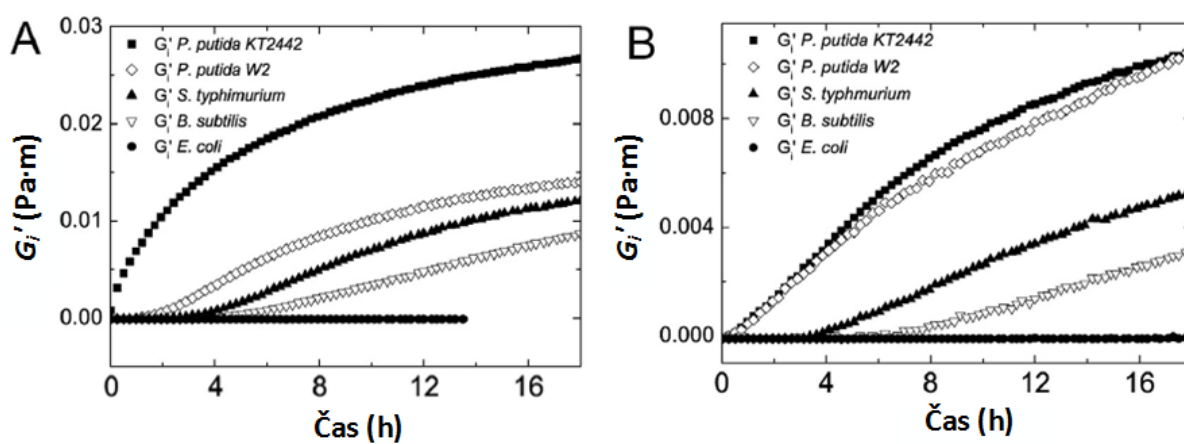 A
0.03
0.02
0.01
0.00
G_i' (Pa·m)
G_i' P. putida KT2442
G_i' P. putida W2
G_i' S. typhimurium
G_i' B. subtilis
G_i' E. coli
0 4 8 12 16
Čas (h)
B
0.008
0.004
0.000
G_i' (Pa·m)
G_i' P. putida KT2442
G_i' P. putida W2
G_i' S. typhmurium
G_i' B. subtilis
G_i' E. coli
0 4 8 12 16
Čas (h)